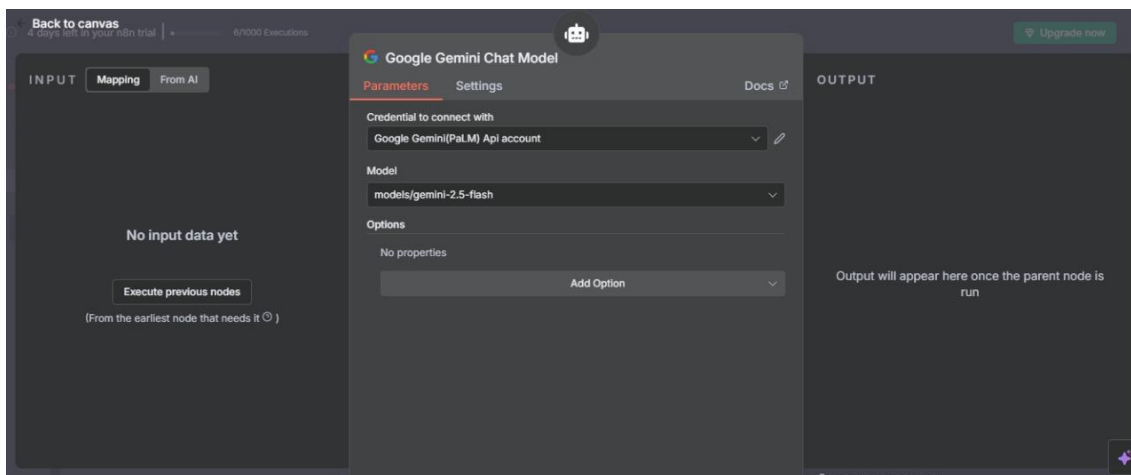 Back to canvas
4 days left in your n8n trial
6/1000 Executions
Upgrade now
INPUT
Mapping
From AI
No input data yet
Execute previous nodes
(From the earliest node that needs it )
Google Gemini Chat Model
Parameters
Settings
Docs
Credential to connect with
Google Gemini(PaLM) Api account
Model
models/gemini-2.5-flash
Options
No properties
Add Option
OUTPUT
Output will appear here once the parent node is
run